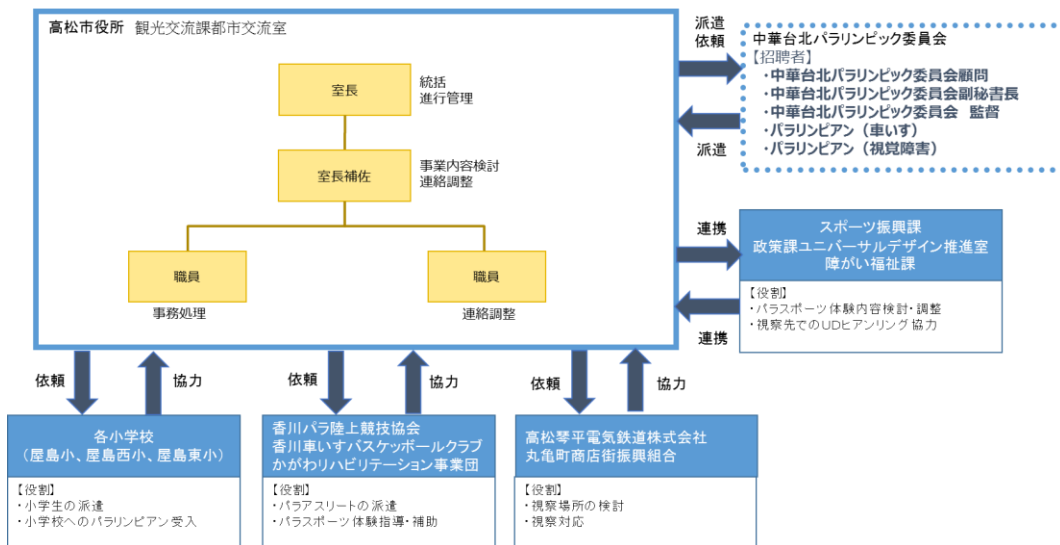 高松市役所 観光交流課都市交流室
室長
統括
進行管理
室長補佐
事業内容検討
連絡調整
職員
事務処理
職員
連絡調整
派遣
依頼
派遣
中華台北パラリンピック委員会
【招聘者】
・中華台北パラリンピック委員会顧問
・中華台北パラリンピック委員会副秘書長
・中華台北パラリンピック委員会 監督
・パラリンピアン（車いす）
・パラリンピアン（視覚障害）
連携
連携
スポーツ振興課
政策課ユニバーサルデザイン推進室
障がい福祉課
【役割】
・パラスポーツ体験内容検討・調整
・視察先でのUDヒアンリング協力
依頼
協力
依頼
協力
依頼
協力
各小学校
（屋島小、屋島西小、屋島東小）
【役割】
・小学生の派遣
・小学校へのパラリンピアン受入
香川パラ陸上競技協会
香川車いすバスケッボールクラブ
かがわリハビリテーション事業団
【役割】
・パラアスリートの派遣
・パラスポーツ体験指導・補助
高松琴平電気鉄道株式会社
丸亀町商店街振興組合
【役割】
・視察場所の検討
・視察対応